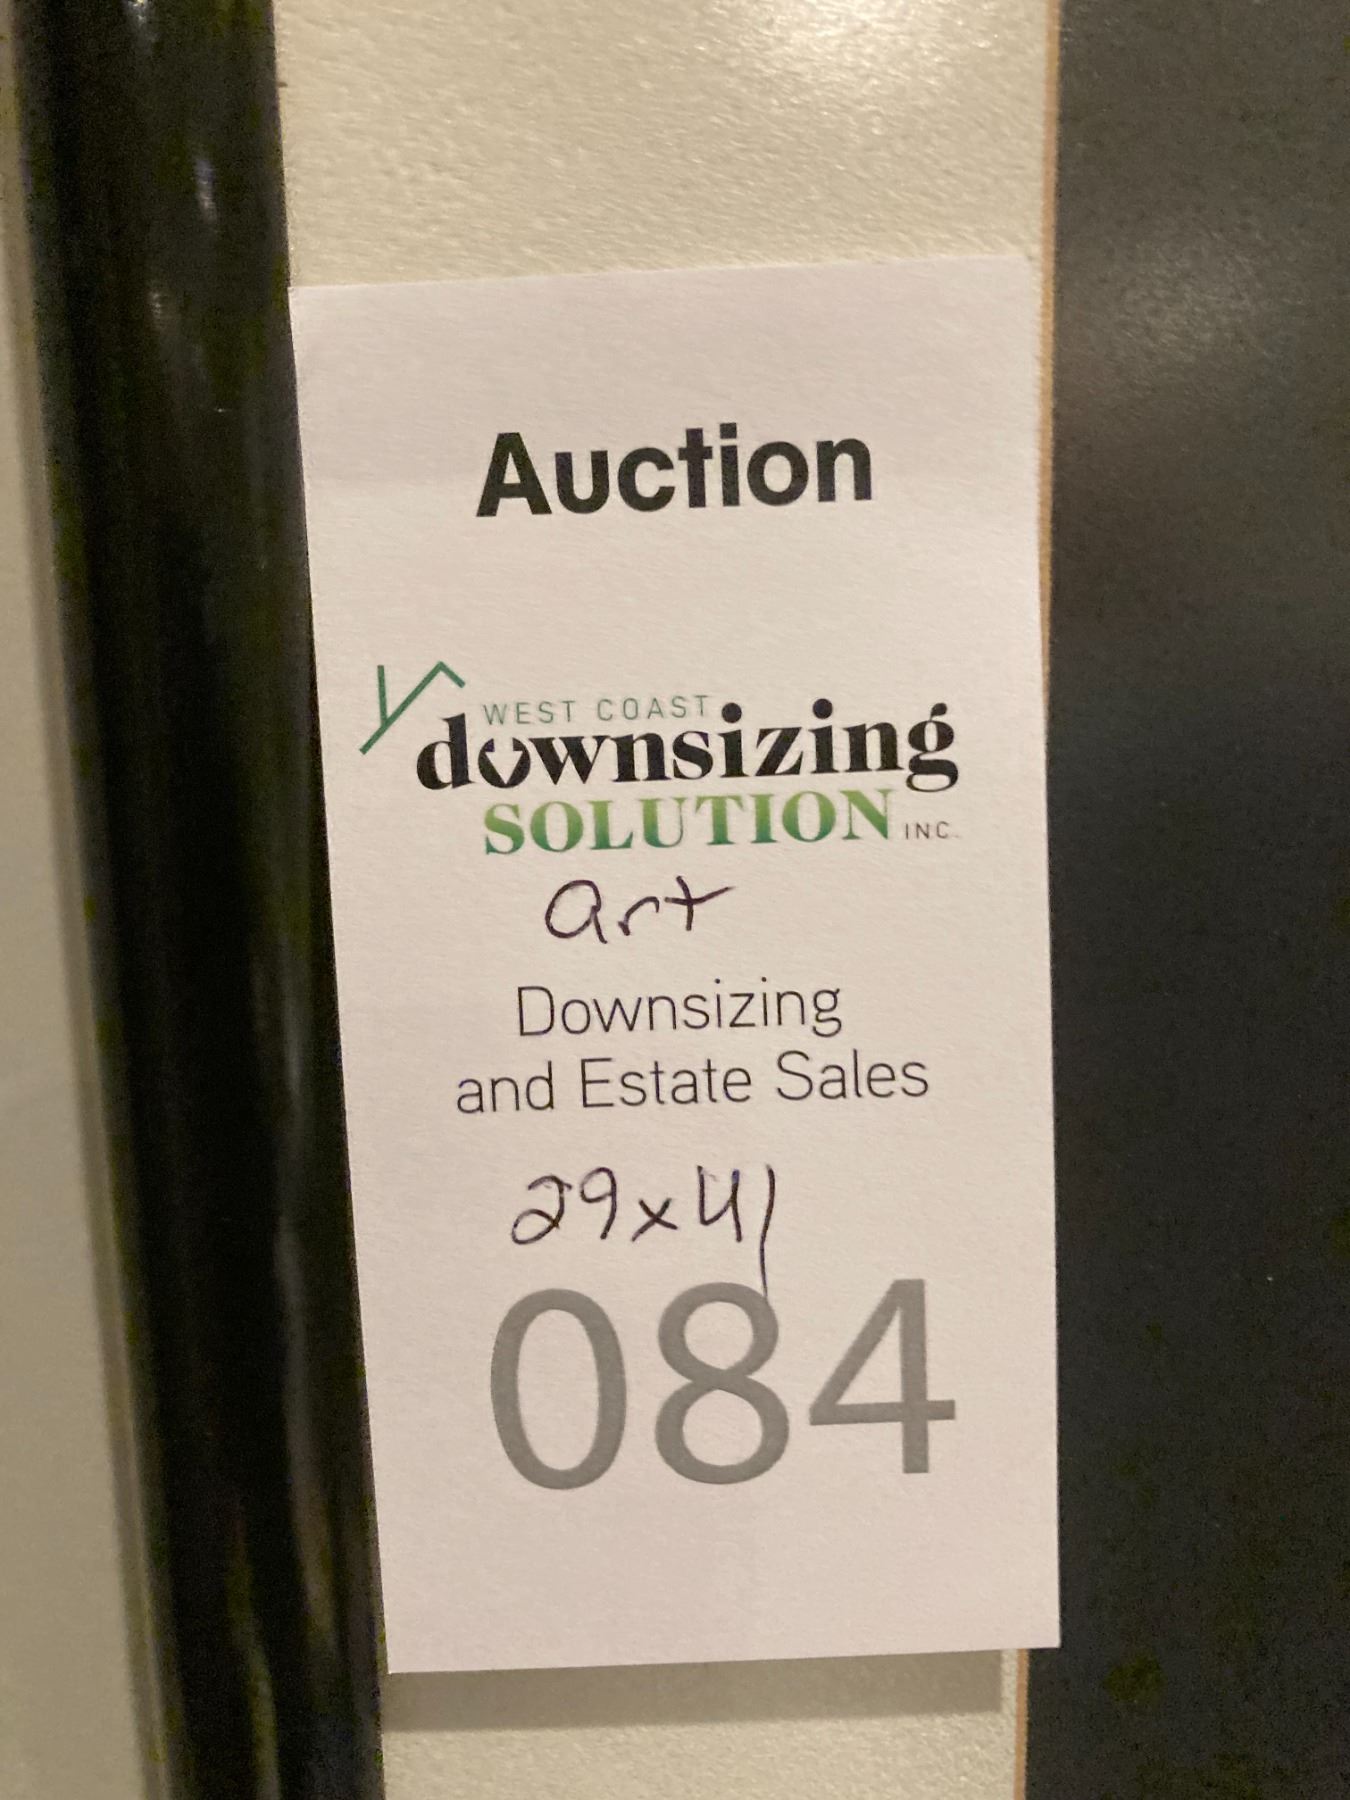 Auction
WEST COAST
downsizing
SOLUTION INC.
art
Downsizing
and Estate Sales
29x41
084